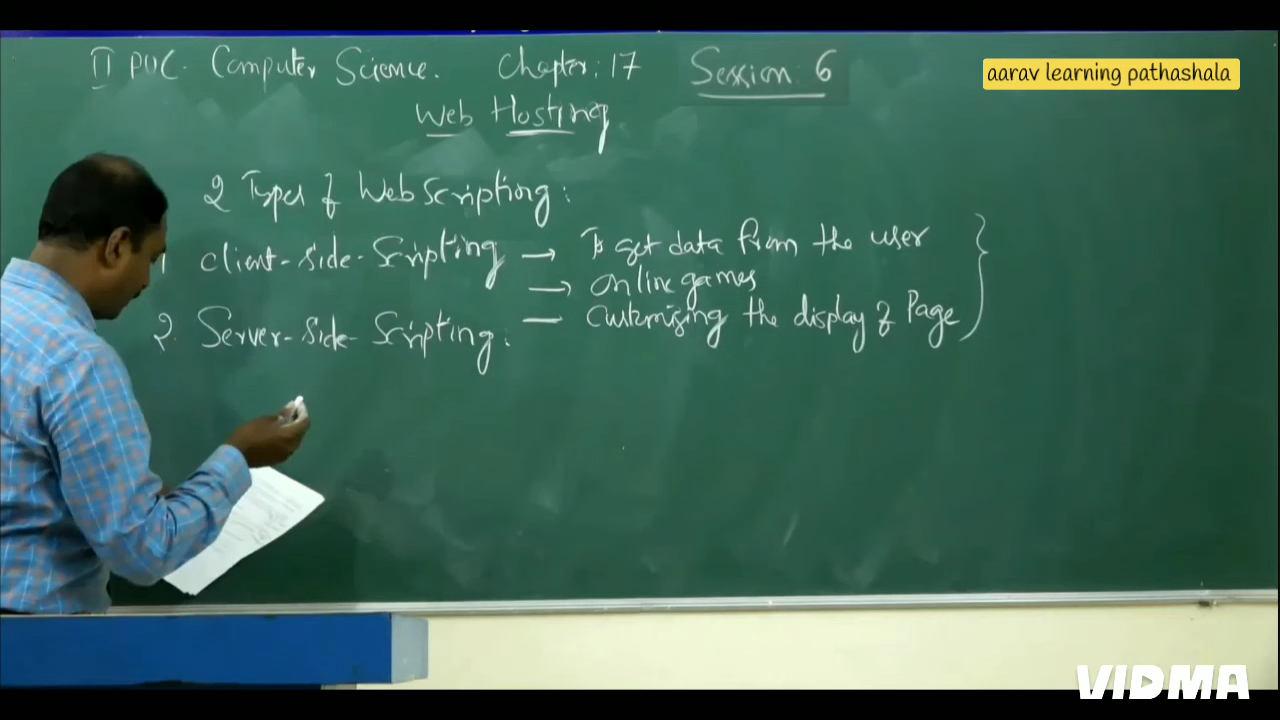 II PUC. Computer Science. Chapter: 17 Session: 6
aarav learning pathashala
Web Hosting
2 Types of Web Scripting:
1 Client-side-Scripting → To get data from the user
→ online games
2. Server-Side-Scripting. — Customising the display of Page
VIDMA